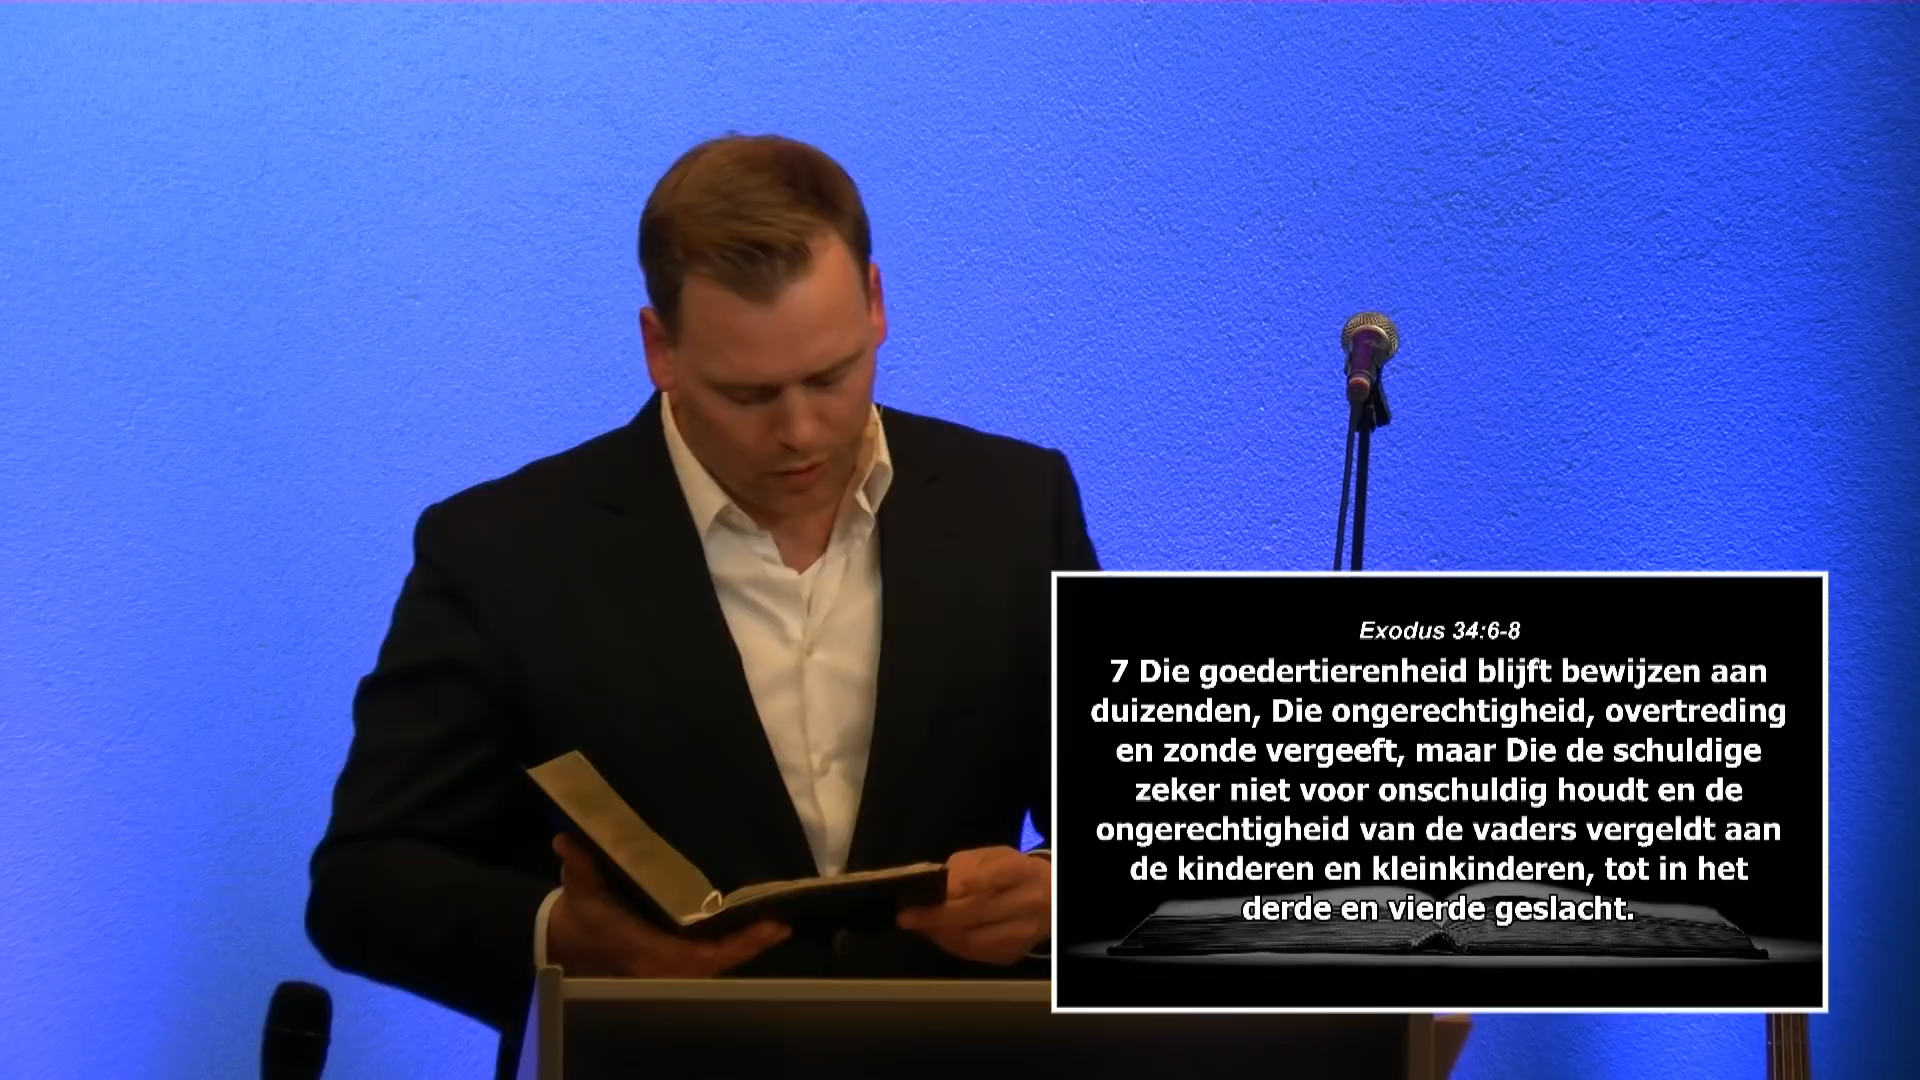 Exodus 34:6-8
7 Die goedertierenheid blijft bewijzen aan
duizenden, Die ongerechtigheid, overtreding
en zonde vergeeft, maar Die de schuldige
zeker niet voor onschuldig houdt en de
ongerechtigheid van de vaders vergeldt aan
de kinderen en kleinkinderen, tot in het
derde en vierde geslacht.